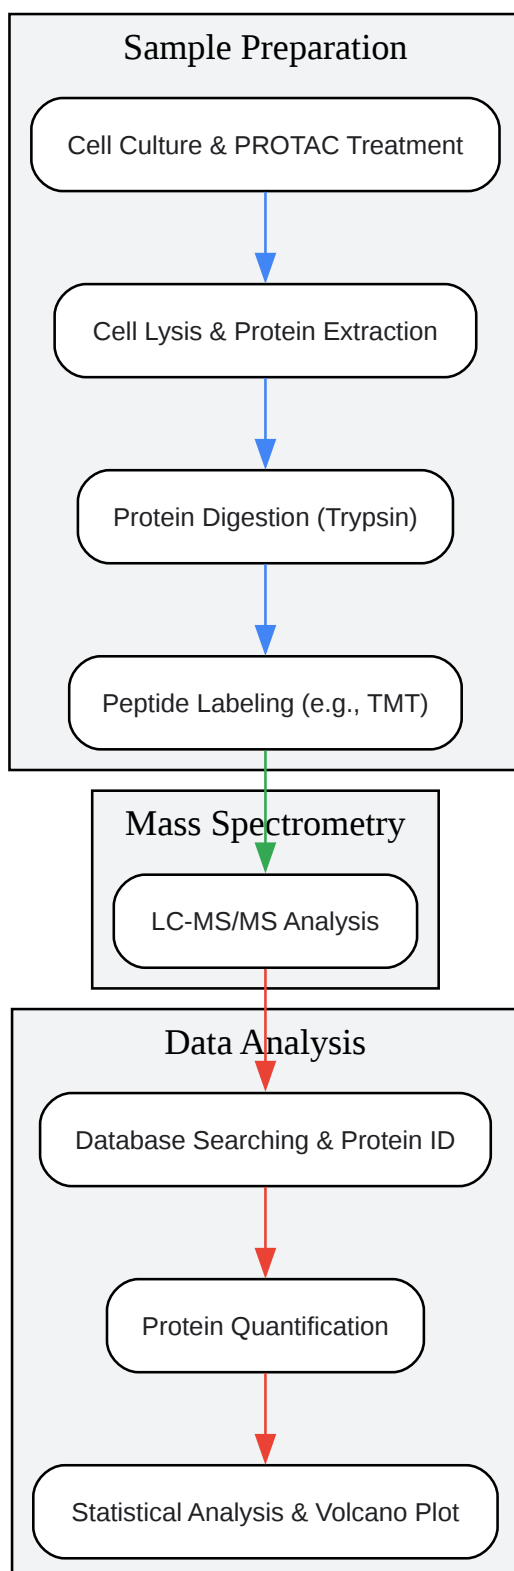 Sample Preparation
Cell Culture & PROTAC Treatment
Cell Lysis & Protein Extraction
Protein Digestion (Trypsin)
Peptide Labeling (e.g., TMT)
Mass Spectrometry
LC-MS/MS Analysis
Data Analysis
Database Searching & Protein ID
Protein Quantification
Statistical Analysis & Volcano Plot